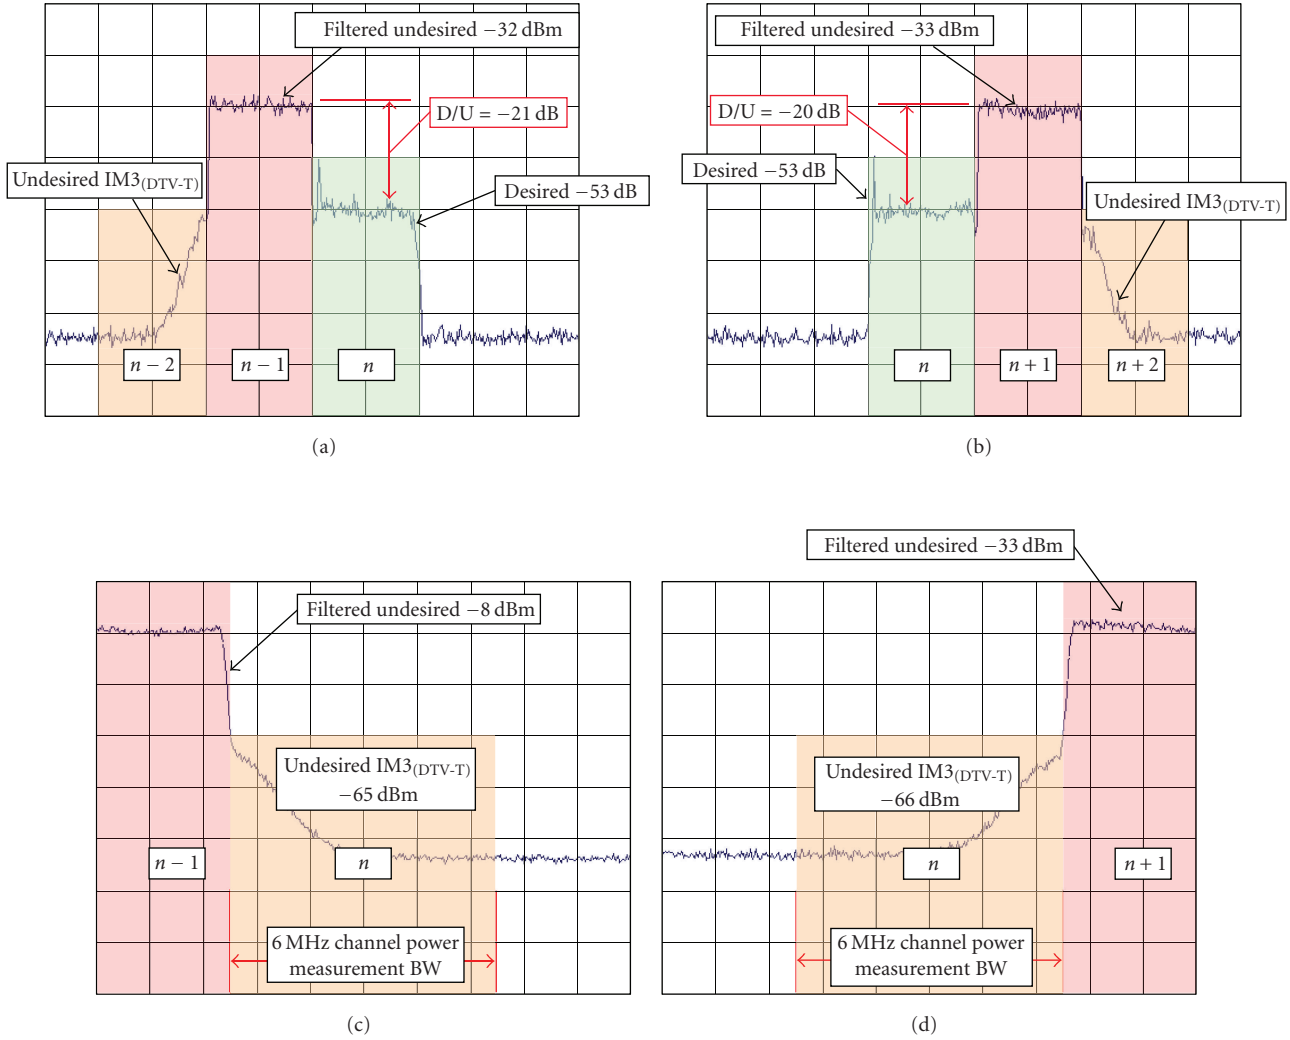 Filtered undesired −32 dBm
D/U = −21 dB
Undesired IM3(DTV-T)
Desired −53 dB
n − 2
n − 1
n
(a)
Filtered undesired −33 dBm
D/U = −20 dB
Desired −53 dB
Undesired IM3(DTV-T)
n
n + 1
n + 2
(b)
Filtered undesired −8 dBm
Undesired IM3(DTV-T)
−65 dBm
n − 1
n
6 MHz channel power
measurement BW
(c)
Filtered undesired −33 dBm
Undesired IM3(DTV-T)
−66 dBm
n
n + 1
6 MHz channel power
measurement BW
(d)